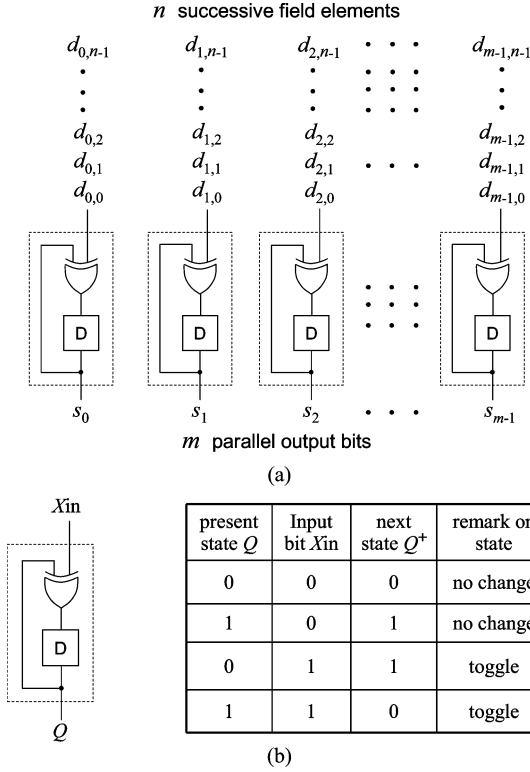 n successive field elements
d0,n-1 d1,n-1 d2,n-1 dm-1,n-1
d0,2 d1,2 d2,2 dm-1,2
d0,1 d1,1 d2,1 dm-1,1
d0,0 d1,0 d2,0 dm-1,0
D D D D
s0 s1 s2 sm-1
m parallel output bits
(a)
Xin
D
Q
present state Q Input bit Xin next state Q+ remark on state
0 0 0 no change
1 0 1 no change
0 1 1 toggle
1 1 0 toggle
(b)